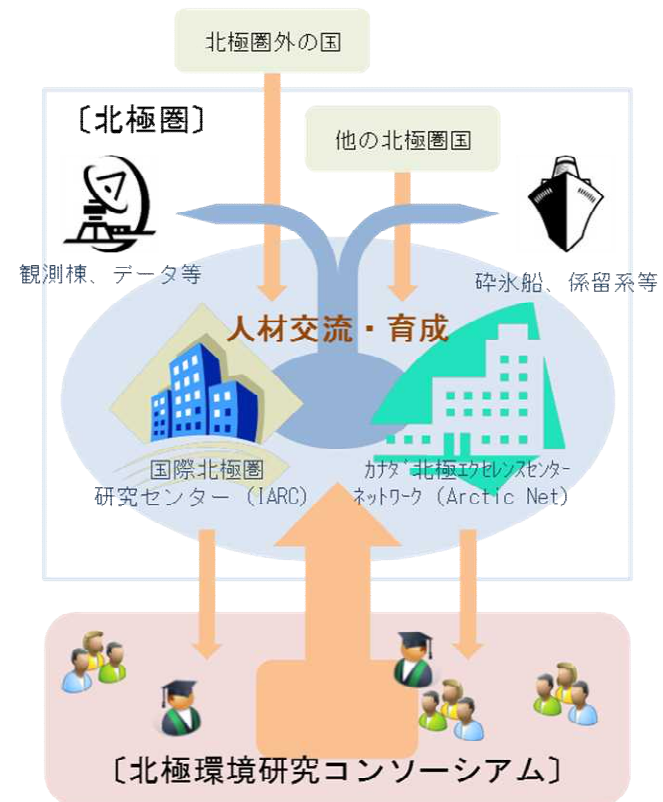 北極圏外の国
〔北極圏〕
他の北極圏国
観測棟、データ等
砕氷船、係留系等
人材交流・育成
国際北極圏
研究センター（IARC）
ｶﾅﾀﾞ北極ｴｸｾﾚﾝｽｾﾝﾀｰ
ﾈｯﾄﾜｰｸ（Arctic Net）
〔北極環境研究コンソーシアム〕